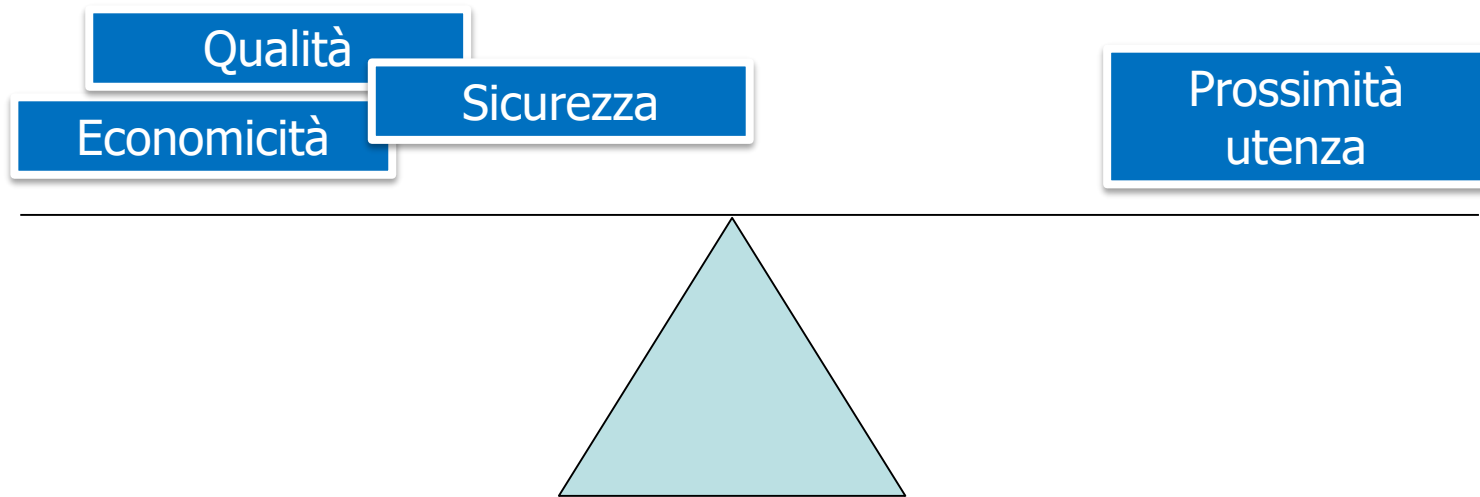 Qualità
Sicurezza
Economicità
Prossimità
utenza